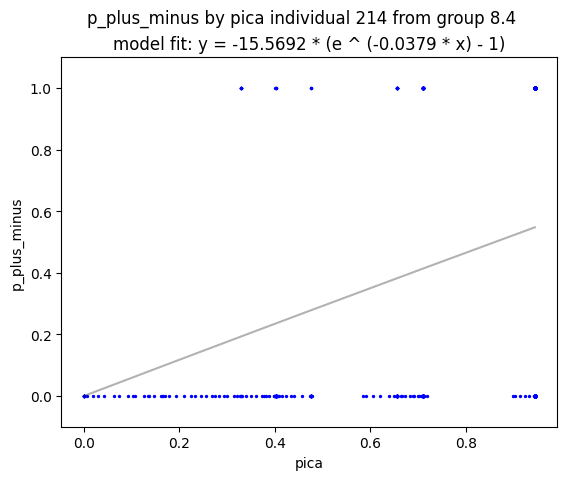 p_plus_minus by pica individual 214 from group 8.4
model fit: y = -15.5692 * (e ^ (-0.0379 * x) - 1)
1.0
0.8
0.6
0.4
0.2
0.0
p_plus_minus
0.0 0.2 0.4 0.6 0.8
pica